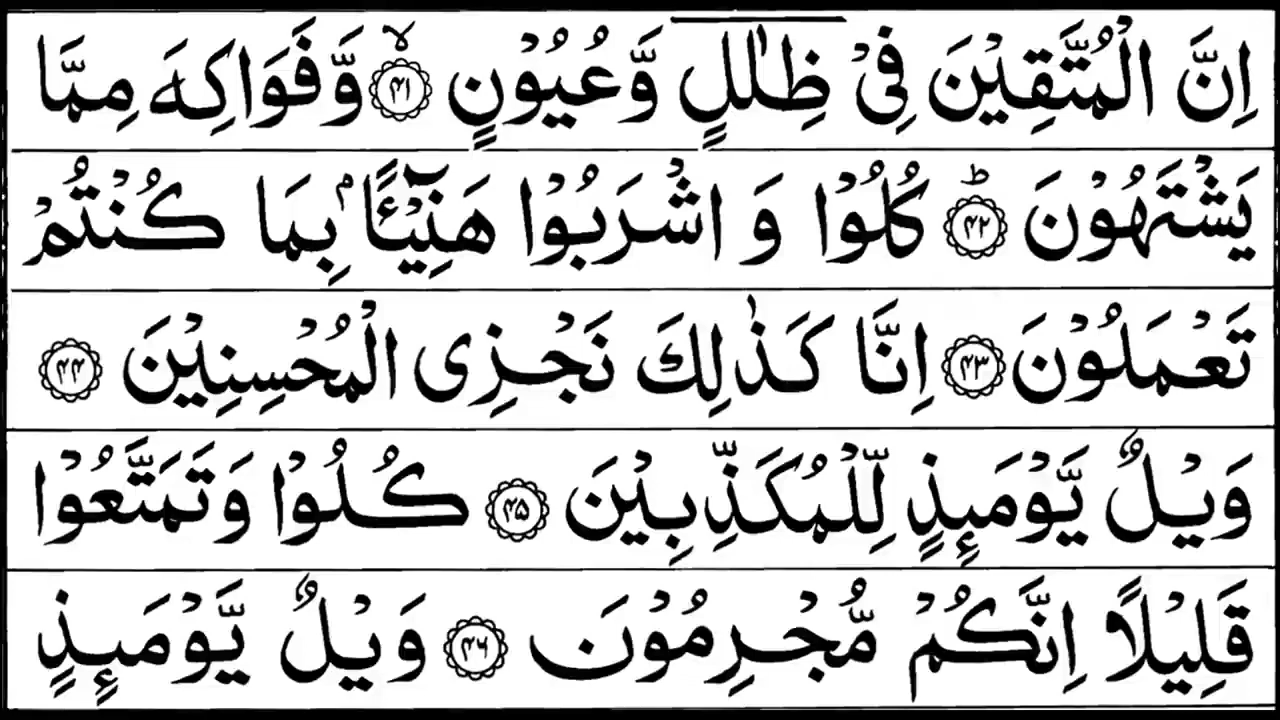 اِنَّ الْمُتَّقِيْنَ فِيْ ظِلٰلٍ وَّعُيُوْنٍ ۙ﴿۴۱﴾ وَّفَوَاكِهَ مِمَّا
يَشْتَهُوْنَ ؕ﴿۴۲﴾ كُلُوْا وَ اشْرَبُوْا هَنِيْٓـًٔاۢ بِمَا كُنْتُمْ
تَعْمَلُوْنَ ﴿۴۳﴾ اِنَّا كَذٰلِكَ نَجْزِي الْمُحْسِنِيْنَ ﴿۴۴﴾
وَيْلٌ يَّوْمَىِٕذٍ لِّلْمُكَذِّبِيْنَ ﴿۴۵﴾ كُلُوْا وَتَمَتَّعُوْا
قَلِيْلًا اِنَّكُمْ مُّجْرِمُوْنَ ﴿۴۶﴾ وَيْلٌ يَّوْمَىِٕذٍ